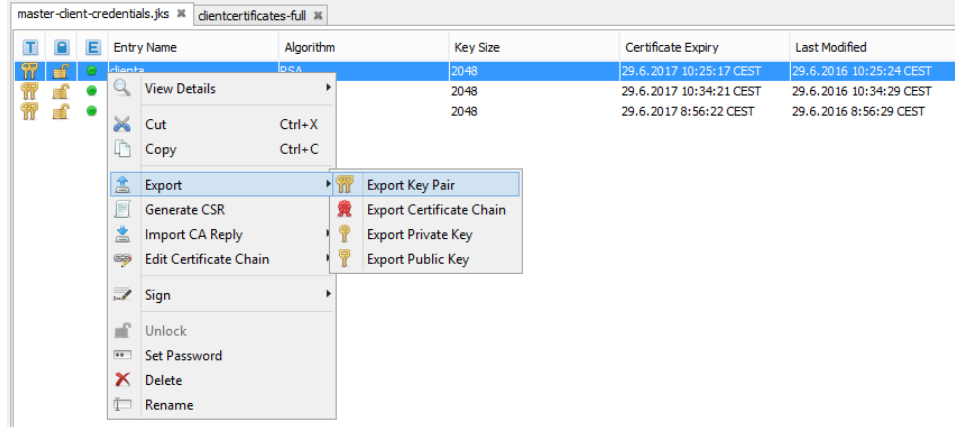 master-client-credentials.jks clientcertificates-full
T E Entry Name Algorithm Key Size Certificate Expiry Last Modified
clienta RSA 2048 29.6.2017 10:25:17 CEST 29.6.2016 10:25:24 CEST
2048 29.6.2017 10:34:21 CEST 29.6.2016 10:34:29 CEST
2048 29.6.2017 8:56:22 CEST 29.6.2016 8:56:29 CEST
View Details
Cut Ctrl+X
Copy Ctrl+C
Export
Generate CSR
Import CA Reply
Edit Certificate Chain
Sign
Unlock
Set Password
Delete
Rename
Export Key Pair
Export Certificate Chain
Export Private Key
Export Public Key